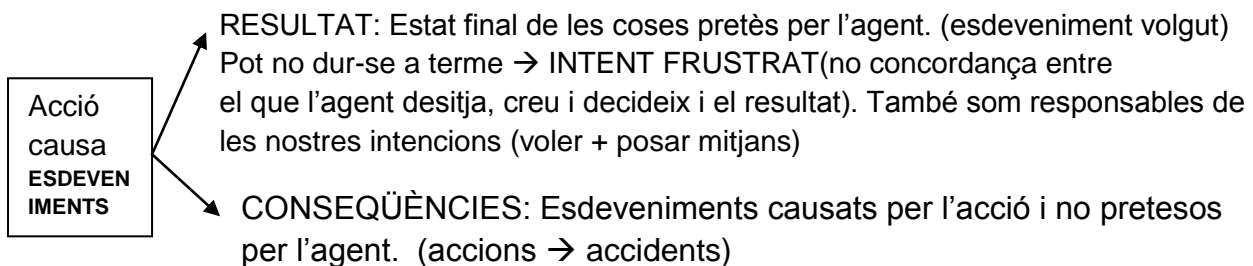 Acció
causa
ESDEVEN
IMENTS
RESULTAT: Estat final de les coses pretès per l’agent. (esdeveniment volgut)
Pot no dur-se a terme → INTENT FRUSTRAT(no concordança entre
el que l’agent desitja, creu i decideix i el resultat). També som responsables de
les nostres intencions (voler + posar mitjans)
CONSEQÜÈNCIES: Esdeveniments causats per l’acció i no pretesos
per l’agent. (accions → accidents)